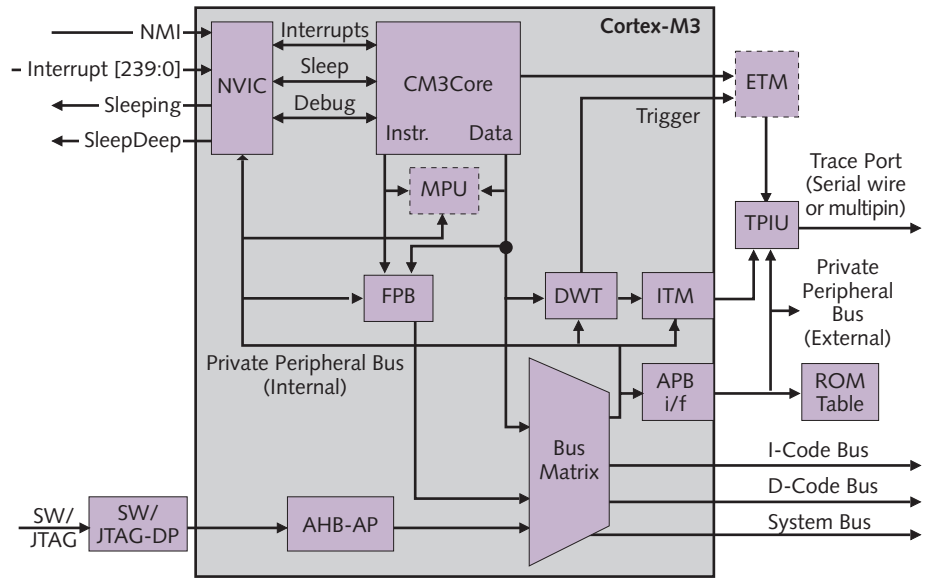 Cortex-M3
NMI
Interrupt [239:0]
Sleeping
SleepDeep
NVIC
Interrupts
Sleep
Debug
CM3Core
Instr.
Data
ETM
Trigger
MPU
Trace Port
(Serial wire
or multipin)
TPIU
FPB
DWT
ITM
Private
Peripheral
Bus
(External)
Private Peripheral Bus
(Internal)
APB
i/f
ROM
Table
Bus
Matrix
I-Code Bus
D-Code Bus
System Bus
SW/
JTAG
SW/
JTAG-DP
AHB-AP